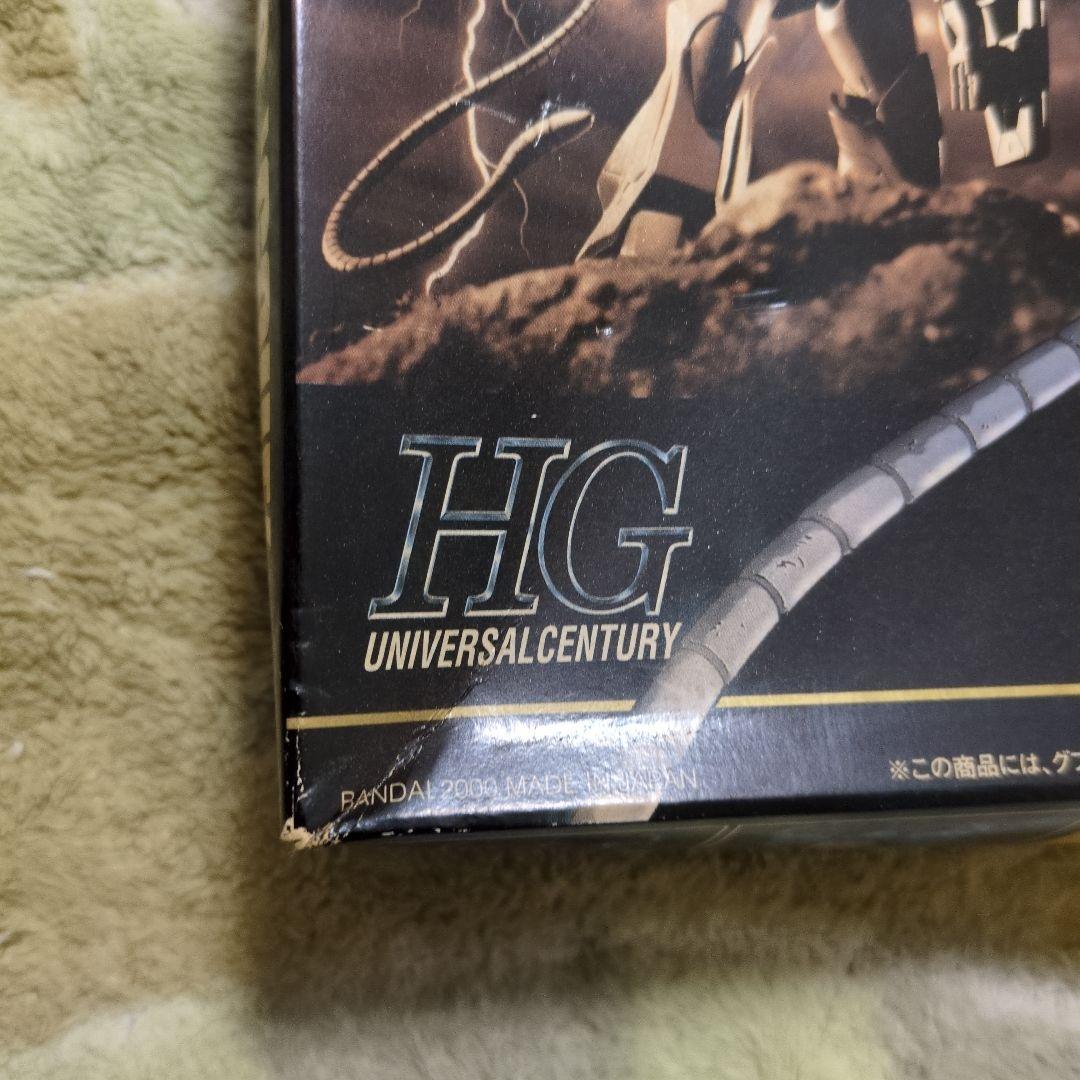 HG
UNIVERSALCENTURY
BANDAI 2000 MADE IN JAPAN
※この商品には、グフ